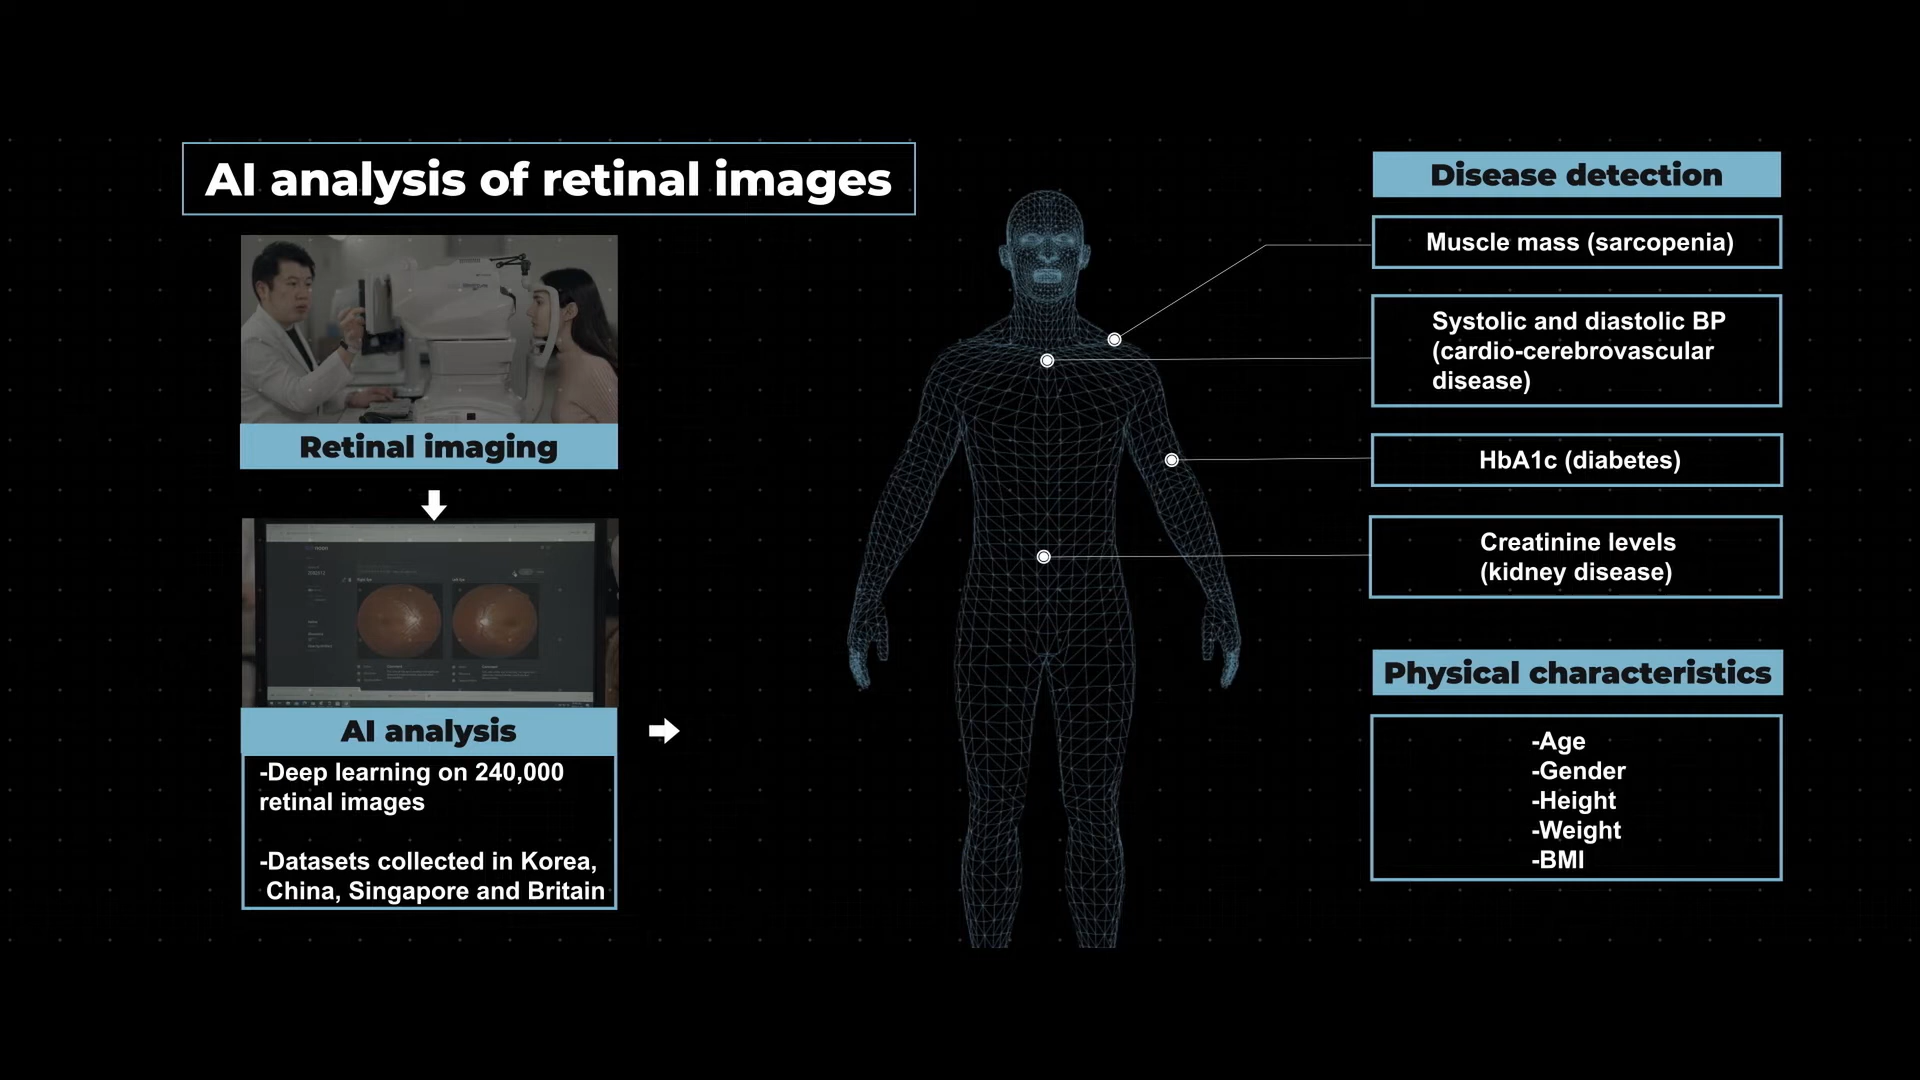 AI analysis of retinal images
Retinal imaging
AI analysis
-Deep learning on 240,000
retinal images
-Datasets collected in Korea,
China, Singapore and Britain
Disease detection
Muscle mass (sarcopenia)
Systolic and diastolic BP
(cardio-cerebrovascular
disease)
HbA1c (diabetes)
Creatinine levels
(kidney disease)
Physical characteristics
-Age
-Gender
-Height
-Weight
-BMI